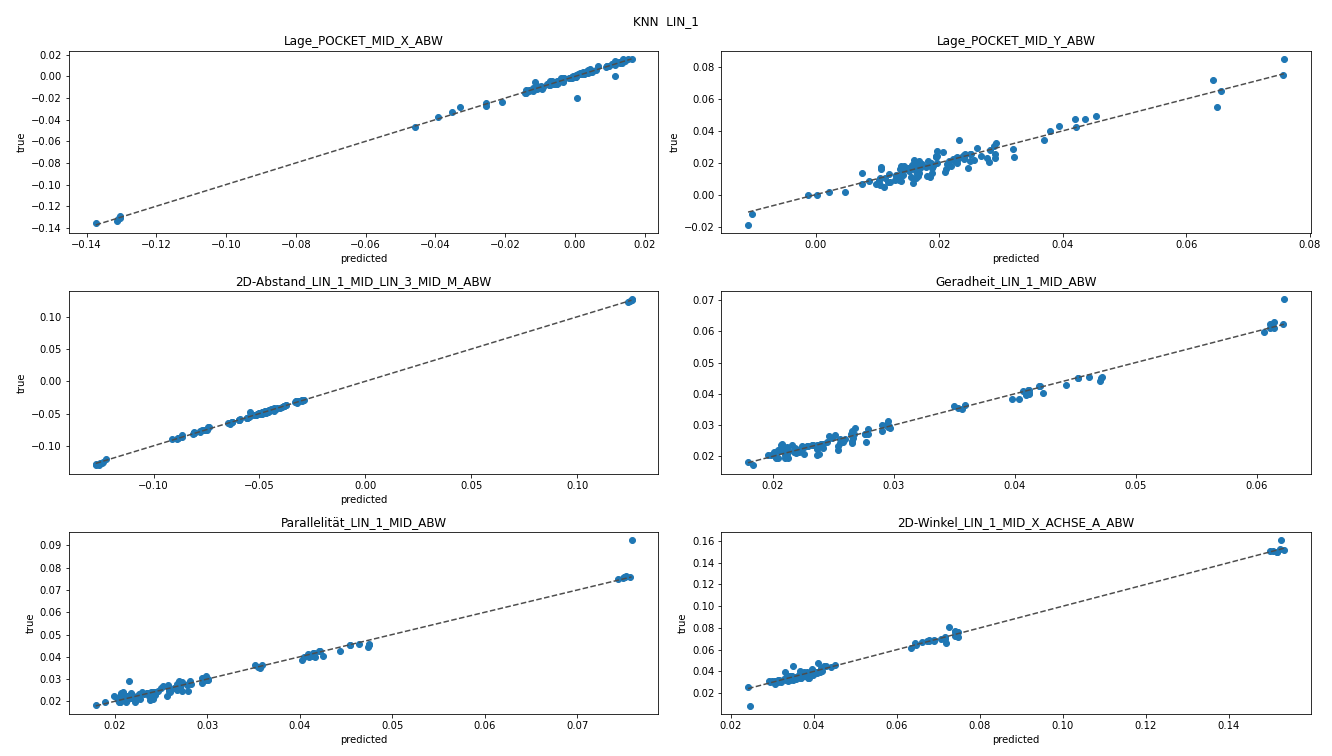 KNN LIN_1
Lage_POCKET_MID_X_ABW
0.02
0.00
−0.02
−0.04
−0.06
−0.08
−0.10
−0.12
−0.14
true
−0.14 −0.12 −0.10 −0.08 −0.06 −0.04 −0.02 0.00 0.02
predicted
Lage_POCKET_MID_Y_ABW
0.08
0.06
0.04
0.02
0.00
−0.02
true
0.00 0.02 0.04 0.06 0.08
predicted
2D-Abstand_LIN_1_MID_LIN_3_MID_M_ABW
0.10
0.05
0.00
−0.05
−0.10
true
−0.10 −0.05 0.00 0.05 0.10
predicted
Geradheit_LIN_1_MID_ABW
0.07
0.06
0.05
0.04
0.03
0.02
true
0.02 0.03 0.04 0.05 0.06
predicted
Parallelität_LIN_1_MID_ABW
0.09
0.08
0.07
0.06
0.05
0.04
0.03
0.02
true
0.02 0.03 0.04 0.05 0.06 0.07
predicted
2D-Winkel_LIN_1_MID_X_ACHSE_A_ABW
0.16
0.14
0.12
0.10
0.08
0.06
0.04
0.02
true
0.02 0.04 0.06 0.08 0.10 0.12 0.14
predicted